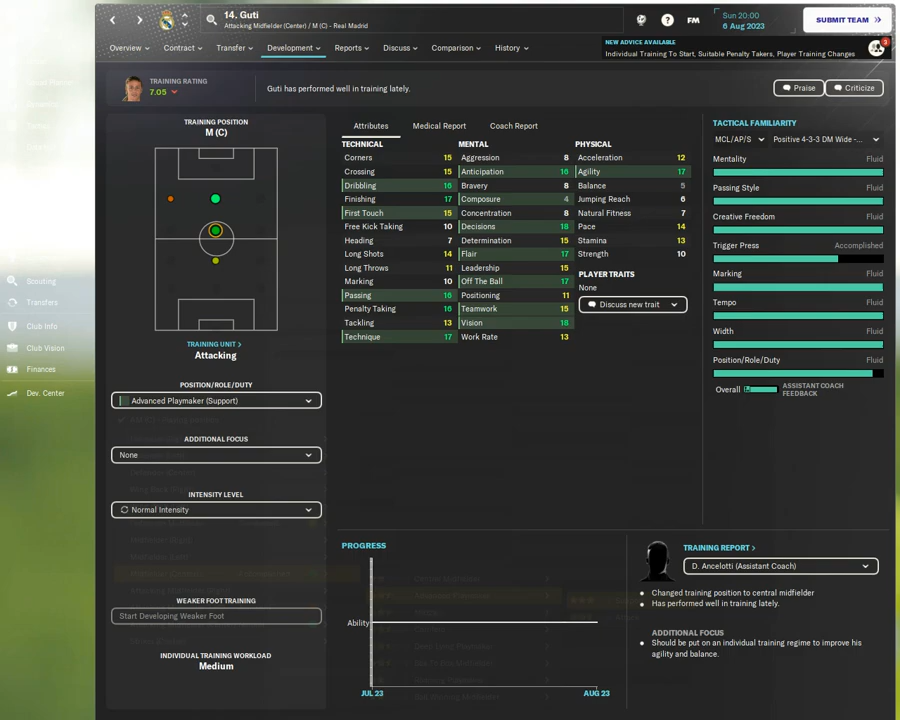 14. Guti
Attacking Midfielder (Center) / M (C) - Real Madrid
FM
Sun 20:00
6 Aug 2023
SUBMIT TEAM
Overview
Contract
Transfer
Development
Reports
Discuss
Comparison
History
NEW ADVICE AVAILABLE
Individual Training To Start, Suitable Penalty Takers, Player Training Changes
3
TRAINING RATING
7.05
Guti has performed well in training lately.
Praise
Criticize
Scouting
Transfers
Club Info
Club Vision
Finances
Dev. Center
TRAINING POSITION
M (C)
TRAINING UNIT >
Attacking
POSITION/ROLE/DUTY
Advanced Playmaker (Support)
ADDITIONAL FOCUS
None
INTENSITY LEVEL
Normal Intensity
WEAKER FOOT TRAINING
Start Developing Weaker Foot
INDIVIDUAL TRAINING WORKLOAD
Medium
Attributes
Medical Report
Coach Report
TECHNICAL
Corners 15
Crossing 15
Dribbling 16
Finishing 17
First Touch 15
Free Kick Taking 10
Heading 7
Long Shots 14
Long Throws 11
Marking 10
Passing 16
Penalty Taking 16
Tackling 13
Technique 17
MENTAL
Aggression 8
Anticipation 16
Bravery 8
Composure 4
Concentration 8
Decisions 18
Determination 15
Flair 17
Leadership 15
Off The Ball 17
Positioning 11
Teamwork 15
Vision 18
Work Rate 13
PHYSICAL
Acceleration 12
Agility 17
Balance 5
Jumping Reach 6
Natural Fitness 7
Pace 14
Stamina 13
Strength 10
PLAYER TRAITS
None
Discuss new trait
TACTICAL FAMILIARITY
MCL/AP/S
Positive 4-3-3 DM Wide -...
Mentality Fluid
Passing Style Fluid
Creative Freedom Fluid
Trigger Press Accomplished
Marking Fluid
Tempo Fluid
Width Fluid
Position/Role/Duty Fluid
Overall
ASSISTANT COACH
FEEDBACK
PROGRESS
Ability
JUL 23
AUG 23
TRAINING REPORT >
D. Ancelotti (Assistant Coach)
Changed training position to central midfielder
Has performed well in training lately.
ADDITIONAL FOCUS
Should be put on an individual training regime to improve his
agility and balance.